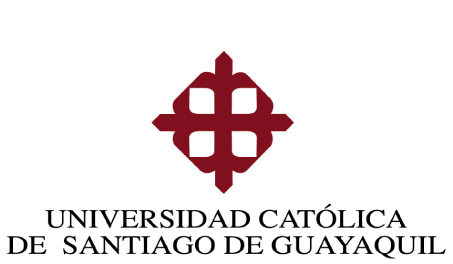 UNIVERSIDAD CATÓLICA
DE SANTIAGO DE GUAYAQUIL